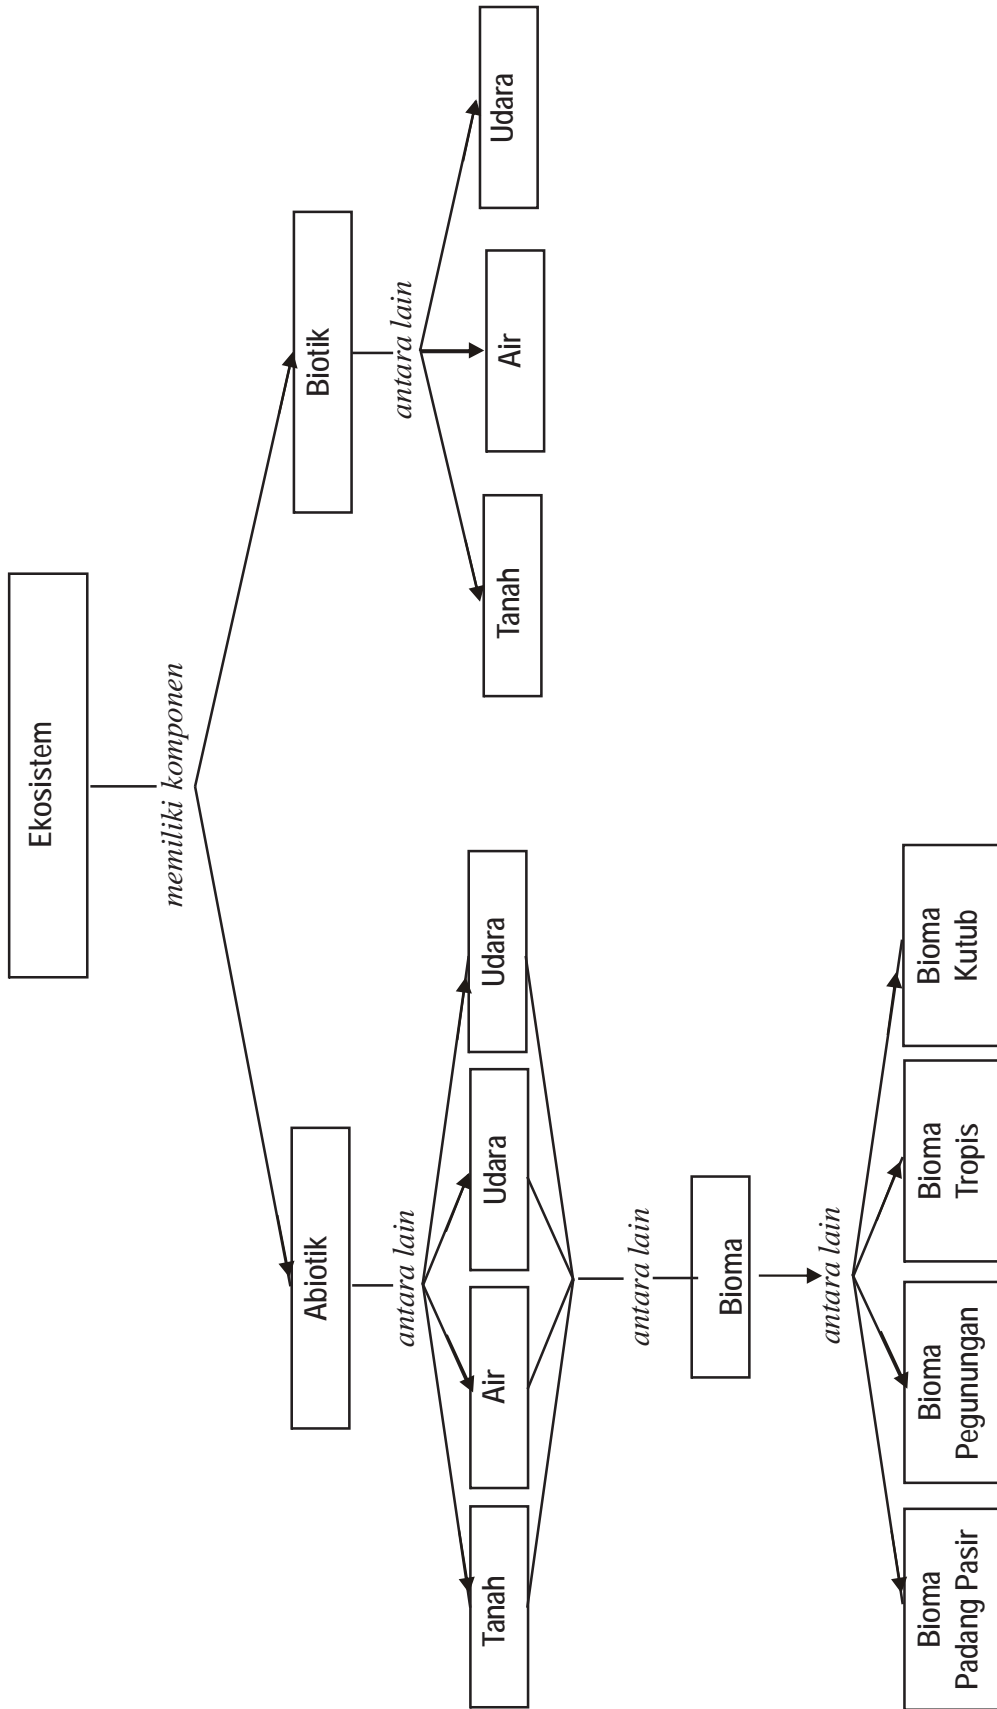 Ekosistem
memiliki komponen
Abiotik
Biotik
antara lain
antara lain
Tanah
Air
Udara
Udara
Tanah
Air
Udara
antara lain
Bioma
antara lain
Bioma
Padang Pasir
Bioma
Pegunungan
Bioma
Tropis
Bioma
Kutub